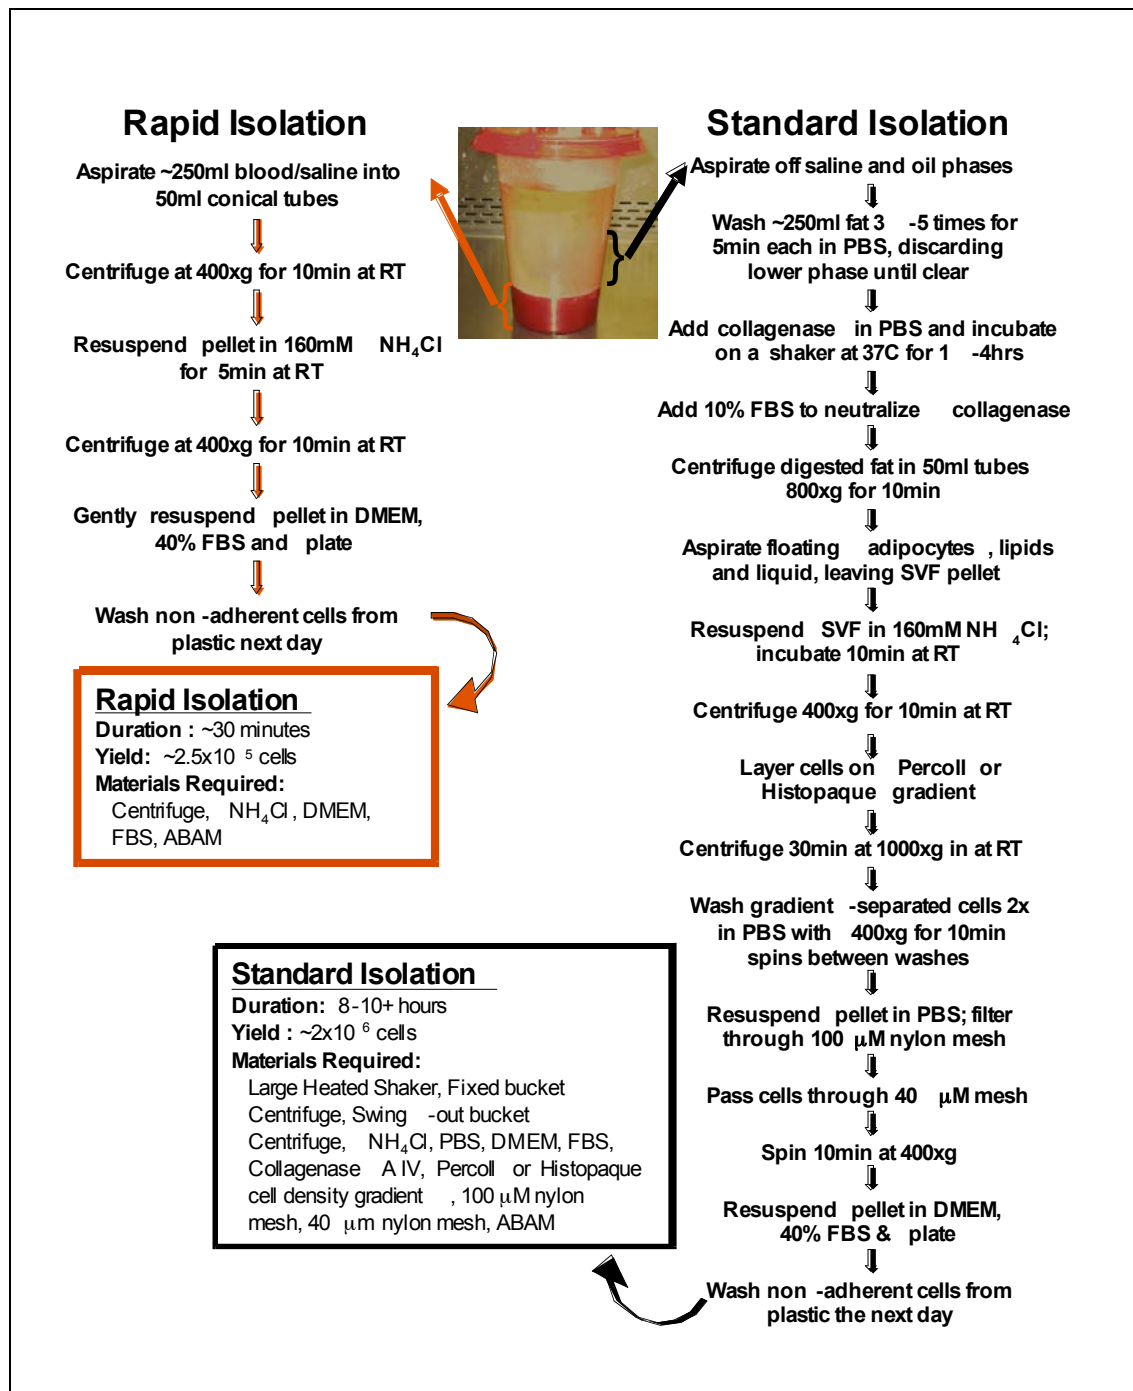 Rapid Isolation
Aspirate ~250ml blood/saline into
50ml conical tubes
Centrifuge at 400xg for 10min at RT
Resuspend pellet in 160mM NH₄Cl
for 5min at RT
Centrifuge at 400xg for 10min at RT
Gently resuspend pellet in DMEM,
40% FBS and plate
Wash non -adherent cells from
plastic next day
Rapid Isolation
Duration : ~30 minutes
Yield: ~2.5x10 ⁵ cells
Materials Required:
Centrifuge, NH₄Cl, DMEM,
FBS, ABAM
Standard Isolation
Aspirate off saline and oil phases
Wash ~250ml fat 3 -5 times for
5min each in PBS, discarding
lower phase until clear
Add collagenase in PBS and incubate
on a shaker at 37C for 1 -4hrs
Add 10% FBS to neutralize collagenase
Centrifuge digested fat in 50ml tubes
800xg for 10min
Aspirate floating adipocytes , lipids
and liquid, leaving SVF pellet
Resuspend SVF in 160mM NH ₄Cl;
incubate 10min at RT
Centrifuge 400xg for 10min at RT
Layer cells on Percoll or
Histopaque gradient
Centrifuge 30min at 1000xg in at RT
Wash gradient -separated cells 2x
in PBS with 400xg for 10min
spins between washes
Resuspend pellet in PBS; filter
through 100 μM nylon mesh
Pass cells through 40 μM mesh
Spin 10min at 400xg
Resuspend pellet in DMEM,
40% FBS & plate
Wash non -adherent cells from
plastic the next day
Standard Isolation
Duration: 8-10+ hours
Yield : ~2x10 ⁶ cells
Materials Required:
Large Heated Shaker, Fixed bucket
Centrifuge, Swing -out bucket
Centrifuge, NH₄Cl, PBS, DMEM, FBS,
Collagenase A IV, Percoll or Histopaque
cell density gradient , 100 μM nylon
mesh, 40 μm nylon mesh, ABAM